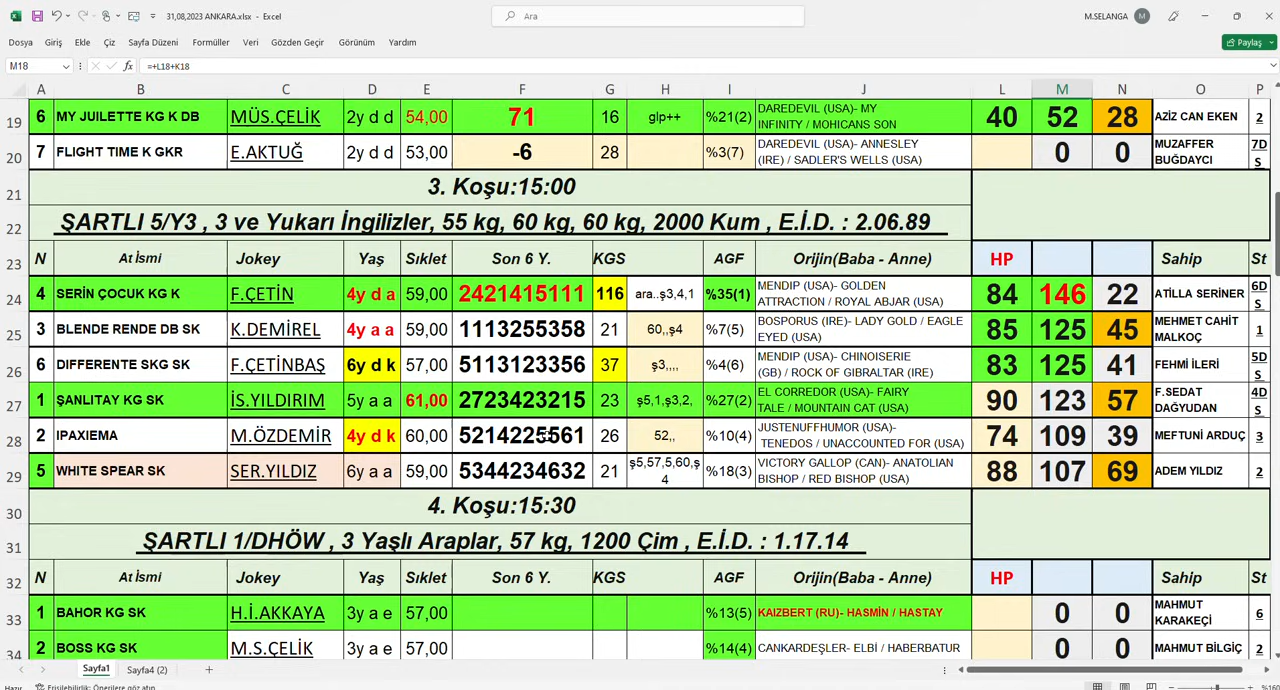 31,08,2023 ANKARA.xlsx - Excel
Ara
M.SELANGA M
Dosya Giriş Ekle Çiz Sayfa Düzeni Formüller Veri Gözden Geçir Görünüm Yardım
Paylaş
M18 fx =+L18+K18
A B C D E F G H I J L M N O P
19 6 MY JUILETTE KG K DB MÜS.ÇELİK 2y d d 54,00 71 16 glp++ %21(2) DAREDEVIL (USA)- MY INFINITY / MOHICANS SON 40 52 28 AZİZ CAN EKEN 2
20 7 FLIGHT TIME K GKR E.AKTUĞ 2y d d 53,00 -6 28 %3(7) DAREDEVIL (USA)- ANNESLEY (IRE) / SADLER'S WELLS (USA) 0 0 MUZAFFER BUĞDAYCI 7D S
21 3. Koşu:15:00
22 ŞARTLI 5/Y3 , 3 ve Yukarı İngilizler, 55 kg, 60 kg, 60 kg, 2000 Kum , E.İ.D. : 2.06.89
23 N At İsmi Jokey Yaş Sıklet Son 6 Y. KGS AGF Orijin(Baba - Anne) HP Sahip St
24 4 SERİN ÇOCUK KG K F.ÇETİN 4y d a 59,00 2421415111 116 ara..ş3,4,1 %35(1) MENDIP (USA)- GOLDEN ATTRACTION / ROYAL ABJAR (USA) 84 146 22 ATİLLA SERİNER 6D S
25 3 BLENDE RENDE DB SK K.DEMİREL 4y a a 59,00 1113255358 21 60,,ş4 %7(5) BOSPORUS (IRE)- LADY GOLD / EAGLE EYED (USA) 85 125 45 MEHMET CAHİT MALKOÇ 1
26 6 DIFFERENTE SKG SK F.ÇETİNBAŞ 6y d k 57,00 5113123356 37 ş3,,,, %4(6) MENDIP (USA)- CHINOISERIE (GB) / ROCK OF GIBRALTAR (IRE) 83 125 41 FEHMİ İLERİ 5D S
27 1 ŞANLITAY KG SK İS.YILDIRIM 5y a a 61,00 2723423215 23 ş5,1,ş3,2, %27(2) EL CORREDOR (USA)- FAIRY TALE / MOUNTAIN CAT (USA) 90 123 57 F.SEDAT DAĞYUDAN 4D S
28 2 IPAXIEMA M.ÖZDEMİR 4y d k 60,00 5214225561 26 52,, %10(4) JUSTENUFFHUMOR (USA)- TENEDOS / UNACCOUNTED FOR (USA) 74 109 39 MEFTUNİ ARDUÇ 3
29 5 WHITE SPEAR SK SER.YILDIZ 6y a a 59,00 5344234632 21 ş5,57,5,60,ş 4 %18(3) VICTORY GALLOP (CAN)- ANATOLIAN BISHOP / RED BISHOP (USA) 88 107 69 ADEM YILDIZ 2
30 4. Koşu:15:30
31 ŞARTLI 1/DHÖW , 3 Yaşlı Araplar, 57 kg, 1200 Çim , E.İ.D. : 1.17.14
32 N At İsmi Jokey Yaş Sıklet Son 6 Y. KGS AGF Orijin(Baba - Anne) HP Sahip St
33 1 BAHOR KG SK H.İ.AKKAYA 3y a e 57,00 %13(5) KAIZBERT (RU)- HASMİN / HASTAY 0 0 MAHMUT KARAKEÇİ 6
34 2 BOSS KG SK M.S.ÇELİK 3y a e 57,00 %14(4) CANKARDEŞLER- ELBİ / HABERBATUR 0 0 MAHMUT BİLGİÇ 2
Sayfa1 Sayfa4 (2)
Hazır Erişilebilirlik: Önerilere göz atın %160